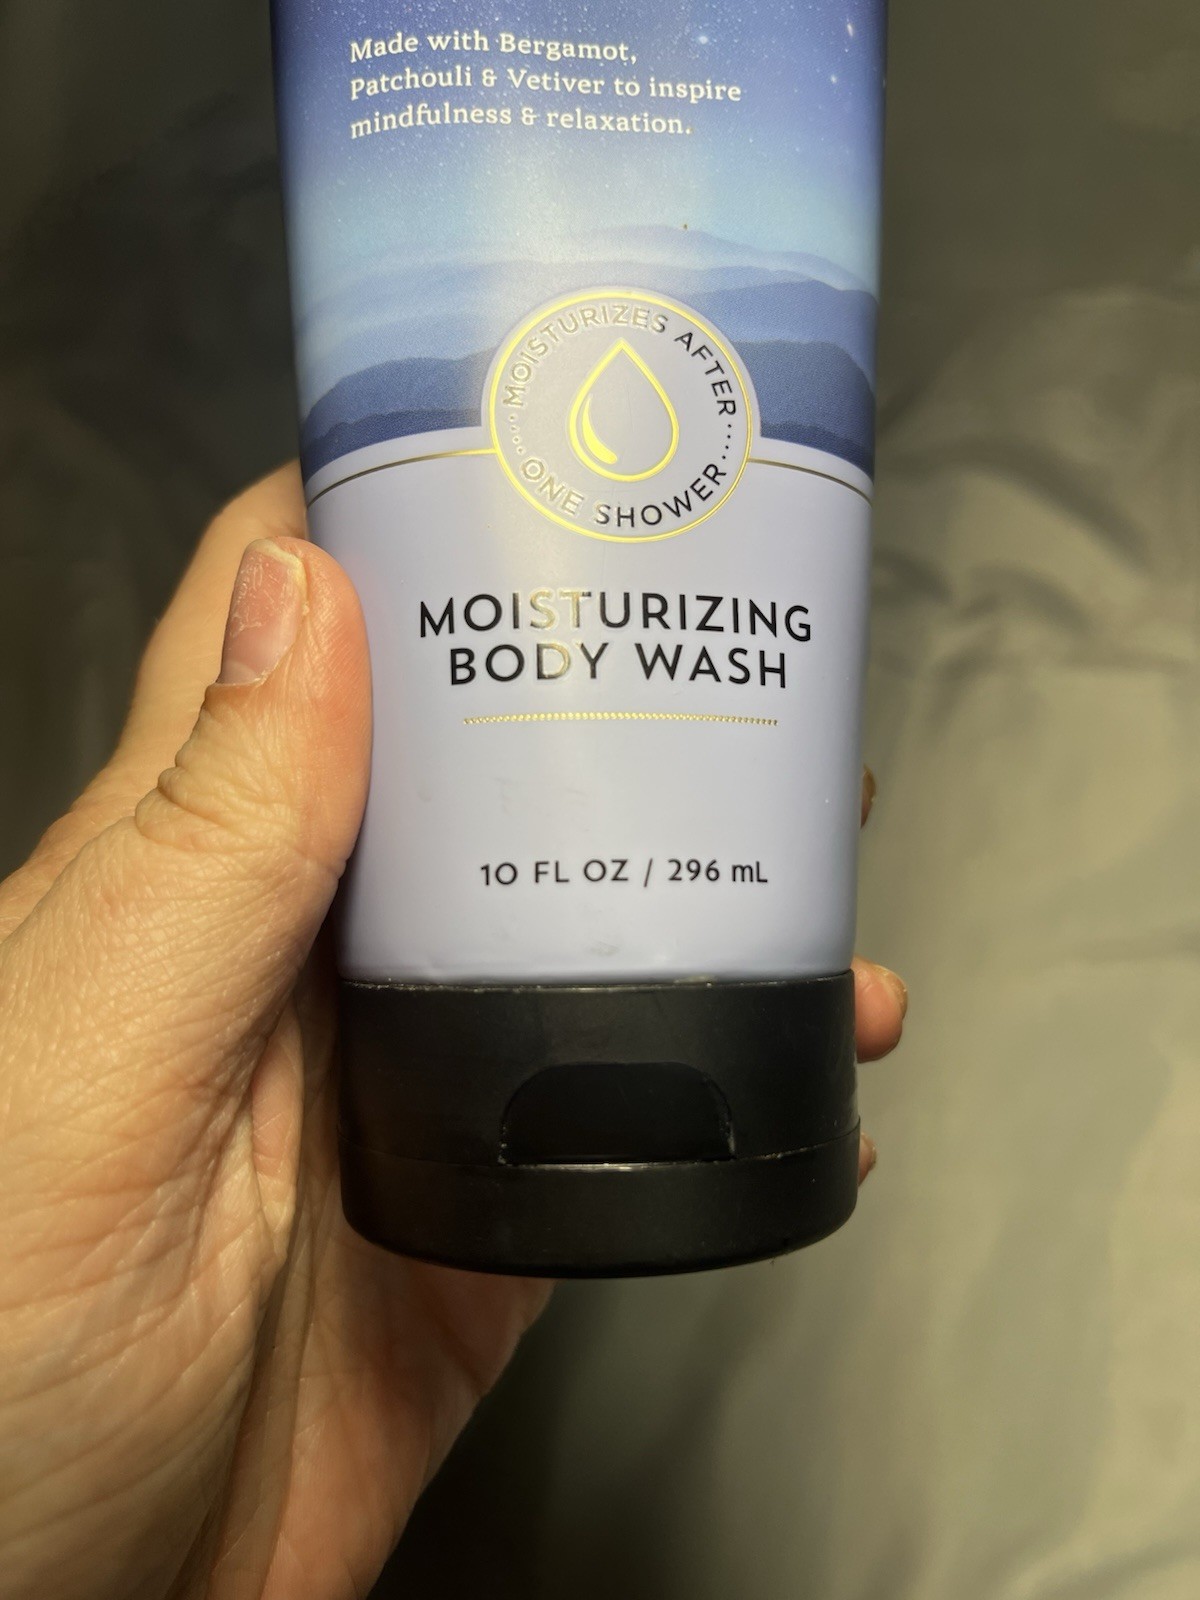 Made with Bergamot,
Patchouli & Vetiver to inspire
mindfulness & relaxation.
MOISTURIZES AFTER
ONE SHOWER
MOISTURIZING
BODY WASH
10 FL OZ / 296 mL